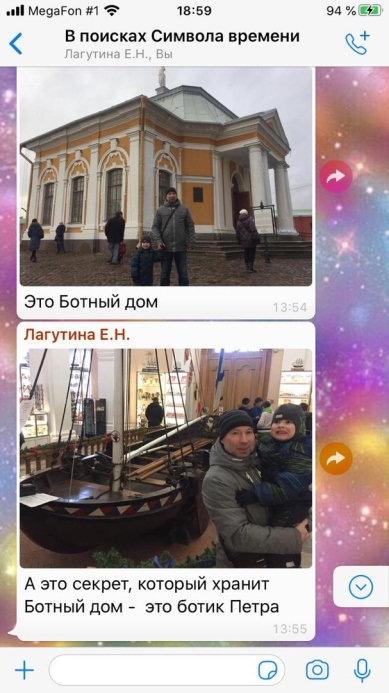 MegaFon #1
18:59
94 %
В поисках Символа времени
Лагутина Е.Н., Вы
Это Ботный дом
13:54
Лагутина Е.Н.
А это секрет, который хранит
Ботный дом - это ботик Петра
13:55